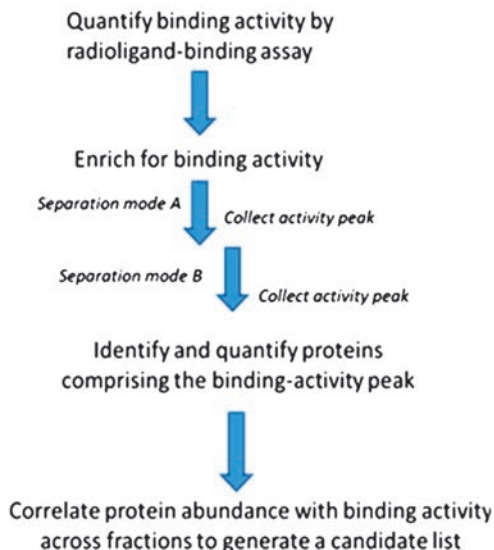 Quantify binding activity by
radioligand-binding assay
Enrich for binding activity
Separation mode A
Collect activity peak
Separation mode B
Collect activity peak
Identify and quantify proteins
comprising the binding-activity peak
Correlate protein abundance with binding activity
across fractions to generate a candidate list